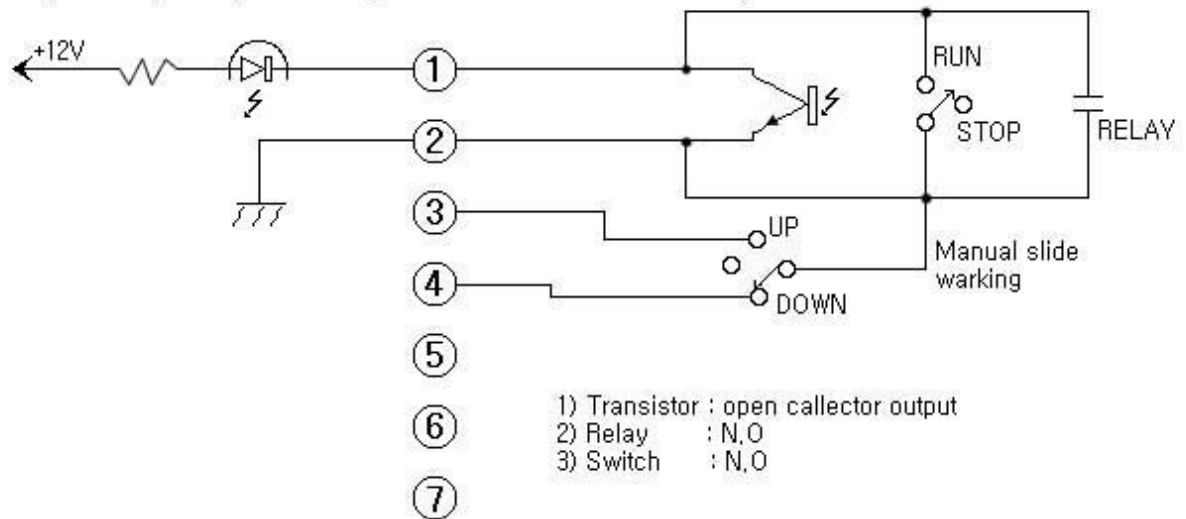 +12V
1
RUN
STOP
RELAY
2
3
UP
Manual slide
warking
4
DOWN
5
1) Transistor : open callector output
6
2) Relay : N,O
3) Switch : N,O
7